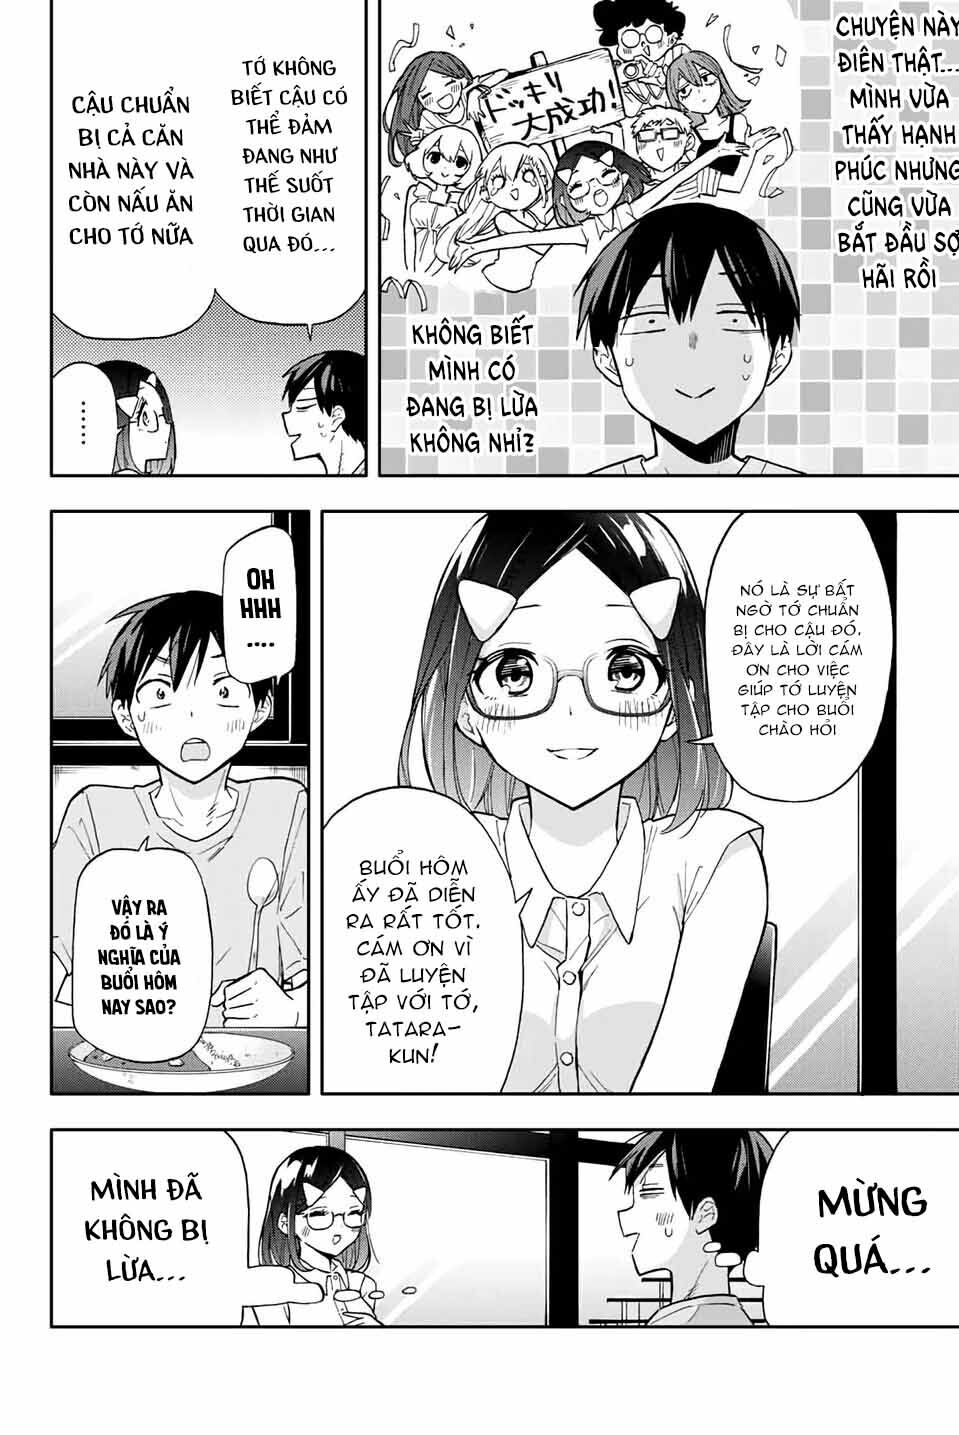 CHUYỆN NÀY
ĐIÊN THẬT...
MÌNH VỪA
THẤY HẠNH
PHÚC NHƯNG
CŨNG VỪA
BẮT ĐẦU SỢ
HÃI RỒI
ドッキリ
大成功!
KHÔNG BIẾT
MÌNH CÓ
ĐANG BỊ LỪA
KHÔNG NHỈ?
TỚ KHÔNG
BIẾT CẬU CÓ
THỂ ĐẢM
ĐANG NHƯ
THẾ SUỐT
THỜI GIAN
QUA ĐÓ...
CẬU CHUẨN
BỊ CẢ CĂN
NHÀ NÀY VÀ
CÒN NẤU ĂN
CHO TỚ NỮA
......
NÓ LÀ SỰ BẤT
NGỜ TỚ CHUẨN
BỊ CHO CẬU ĐÓ.
ĐÂY LÀ LỜI CÁM
ƠN CHO VIỆC
GIÚP TỚ LUYỆN
TẬP CHO BUỔI
CHÀO HỎI
BUỔI HÔM
ẤY ĐÃ DIỄN
RA RẤT TỐT.
CÁM ƠN VÌ
ĐÃ LUYỆN
TẬP VỚI TỚ,
TATARA-
KUN!
OH
HHH
....
VẬY RA
ĐÓ LÀ Ý
NGHĨA CỦA
BUỔI HÔM
NAY SAO?
MỪNG
QUÁ...
MÌNH ĐÃ
KHÔNG BỊ
LỪA...